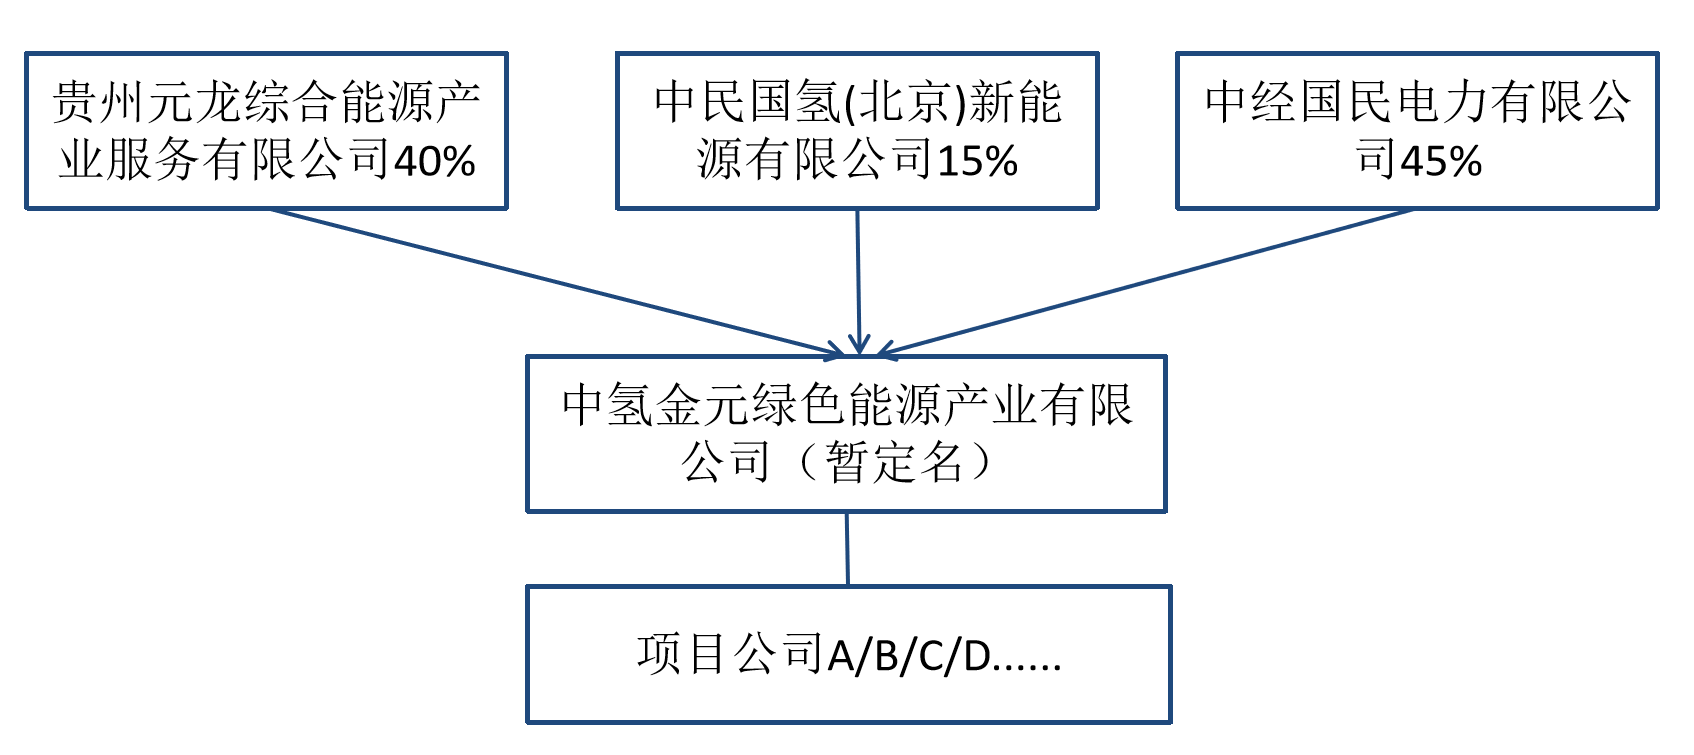 贵州元龙综合能源产
业服务有限公司40%
中民国氢(北京)新能
源有限公司15%
中经国民电力有限公
司45%
中氢金元绿色能源产业有限
公司（暂定名）
项目公司A/B/C/D......